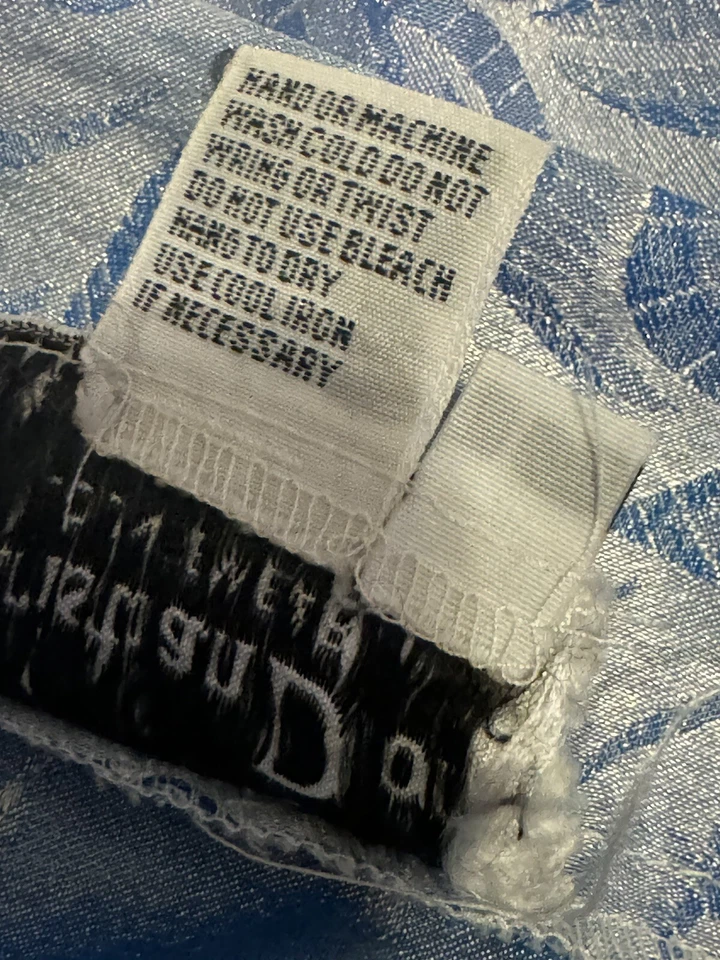 HAND OR MACHINE
WASH COLD DO NOT
WRING OR TWIST
DO NOT USE BLEACH
HAND TO DRY
USE COOL IRON
IF NECESSARY